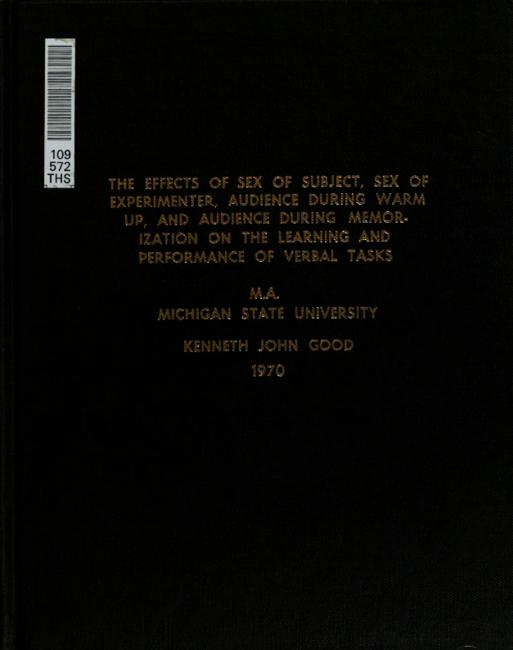 109
572
THS
THE EFFECTS OF SEX OF SUBJECT, SEX OF
EXPERIMENTER, AUDIENCE DURING WARM
UP, AND AUDIENCE DURING MEMOR-
IZATION ON THE LEARNING AND
PERFORMANCE OF VERBAL TASKS
M.A.
MICHIGAN STATE UNIVERSITY
KENNETH JOHN GOOD
1970